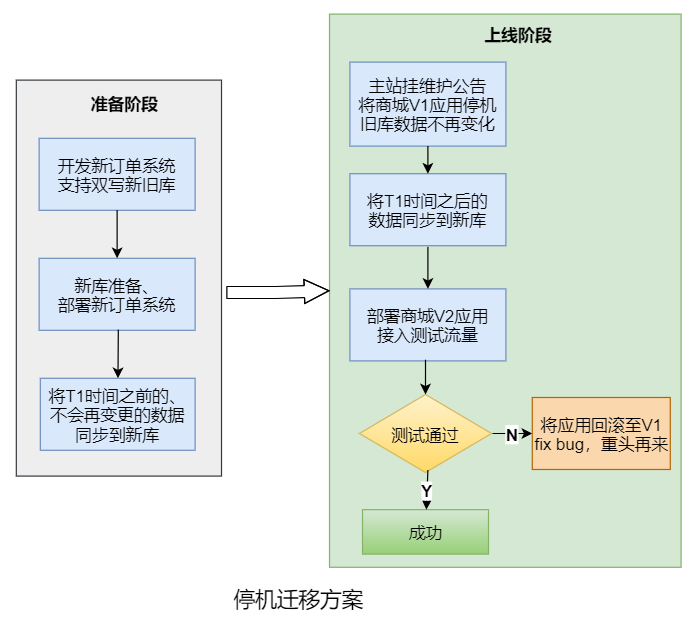 准备阶段
开发新订单系统
支持双写新旧库
新库准备、
部署新订单系统
将T1时间之前的、
不会再变更的数据
同步到新库
上线阶段
主站挂维护公告
将商城V1应用停机
旧库数据不再变化
将T1时间之后的
数据同步到新库
部署商城V2应用
接入测试流量
测试通过
N
将应用回滚至V1
fix bug，重头再来
Y
成功
停机迁移方案